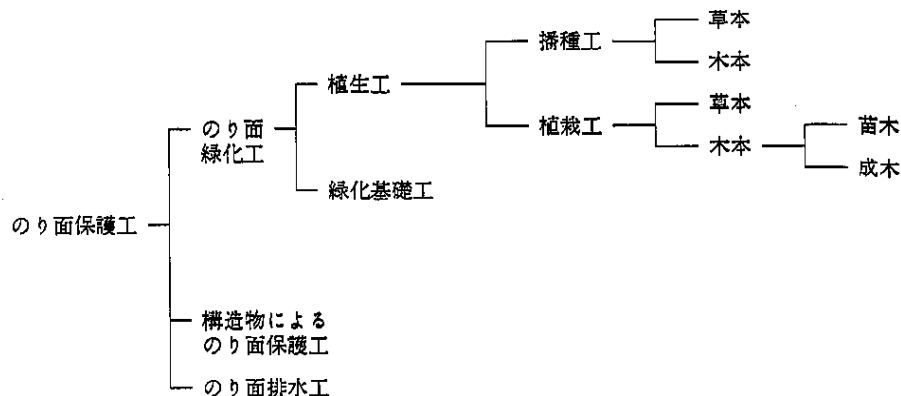 のり面保護工
のり面
緑化工
植生工
播種工
草本
木本
植栽工
草本
木本
苗木
成木
緑化基礎工
構造物による
のり面保護工
のり面排水工